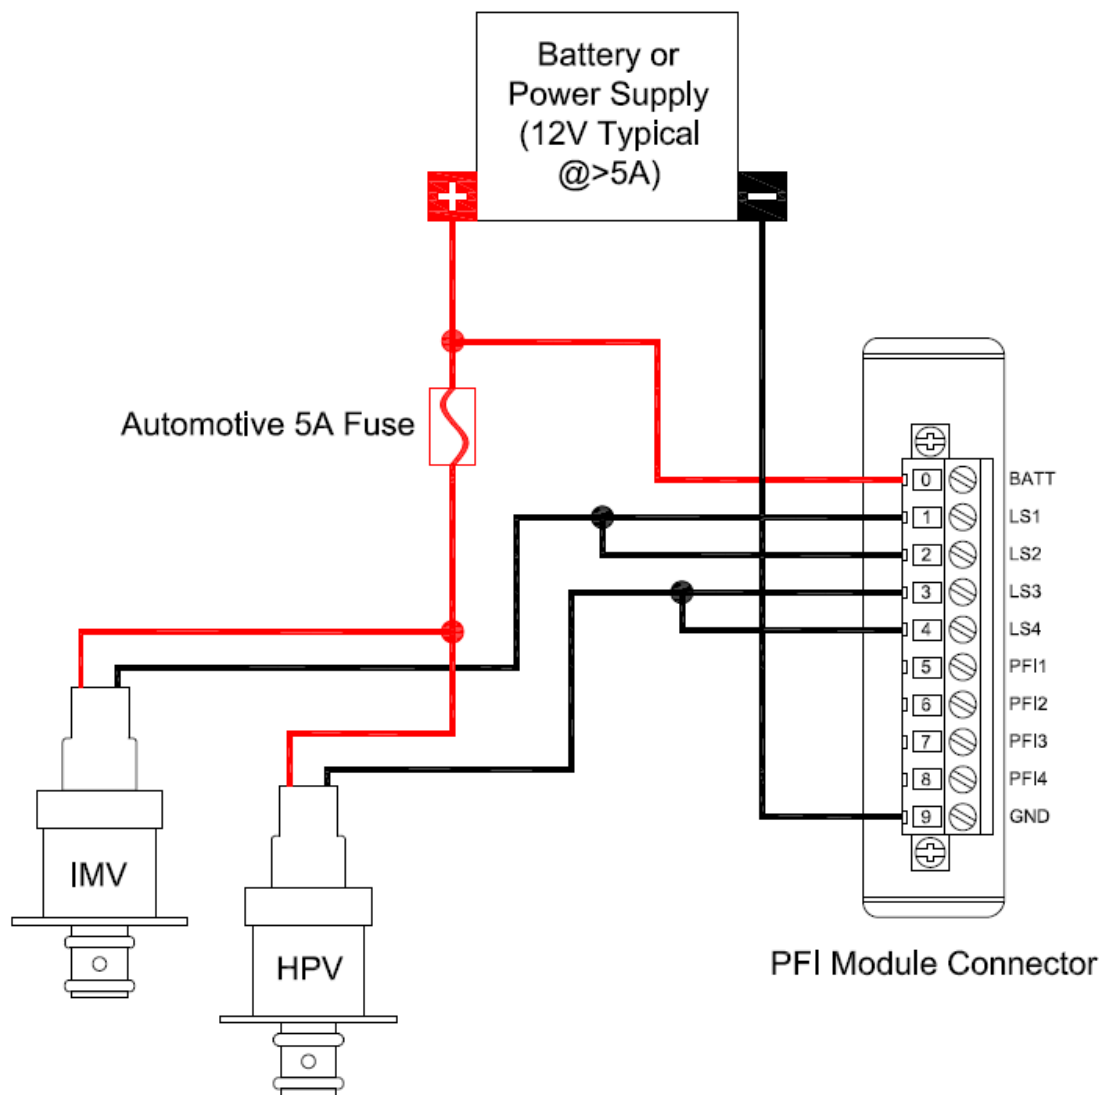 Battery or
Power Supply
(12V Typical
@>5A)
Automotive 5A Fuse
0 BATT
1 LS1
2 LS2
3 LS3
4 LS4
5 PFI1
6 PFI2
7 PFI3
8 PFI4
9 GND
IMV
HPV
PFI Module Connector